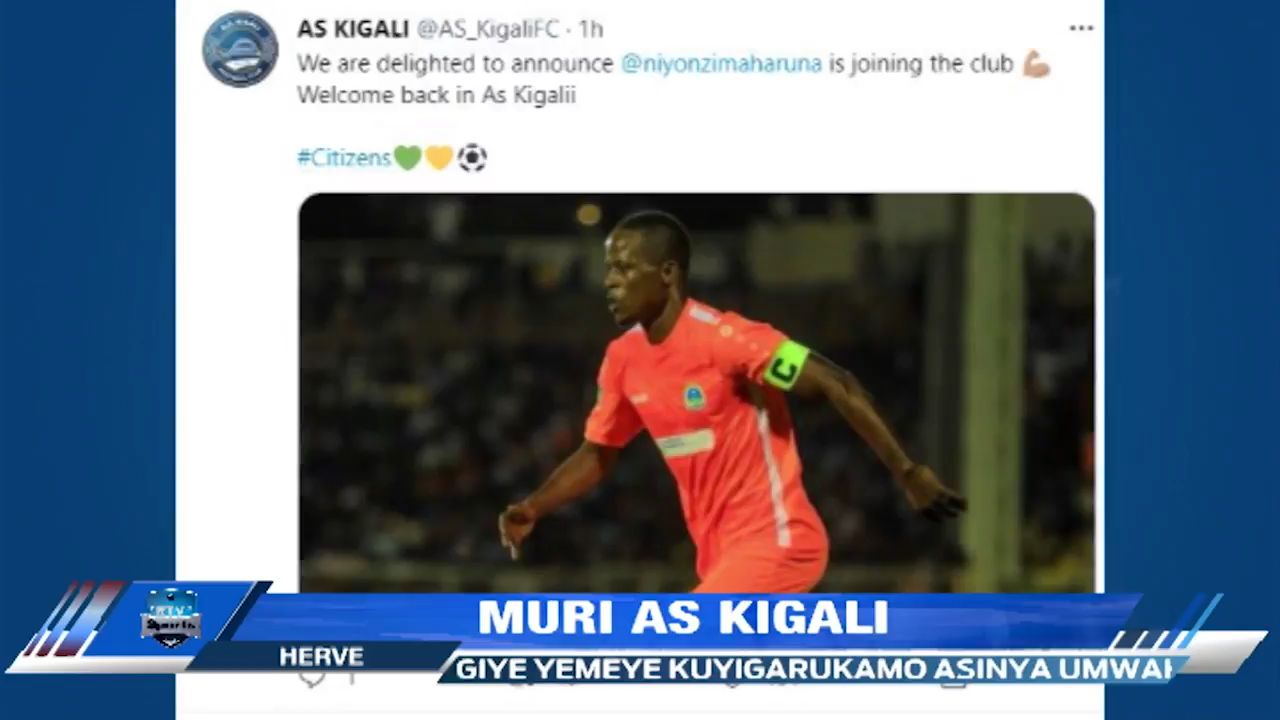 AS KIGALI @AS_KigaliFC · 1h
We are delighted to announce @niyonzimaharuna is joining the club 💪🏽
Welcome back in As Kigalii
#Citizens💚💛⚽
C
MURI AS KIGALI
HERVE
GIYE YEMEYE KUYIGARUKAMO ASINYA